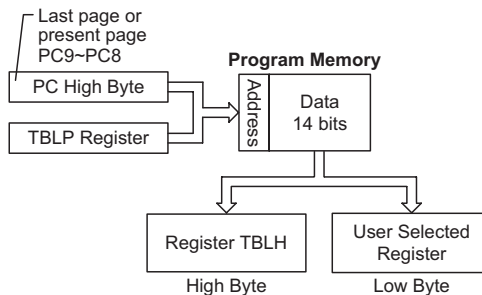 Last page or
present page
PC9~PC8
Program Memory
PC High Byte
TBLP Register
Address
Data
14 bits
Register TBLH
User Selected
Register
High Byte
Low Byte